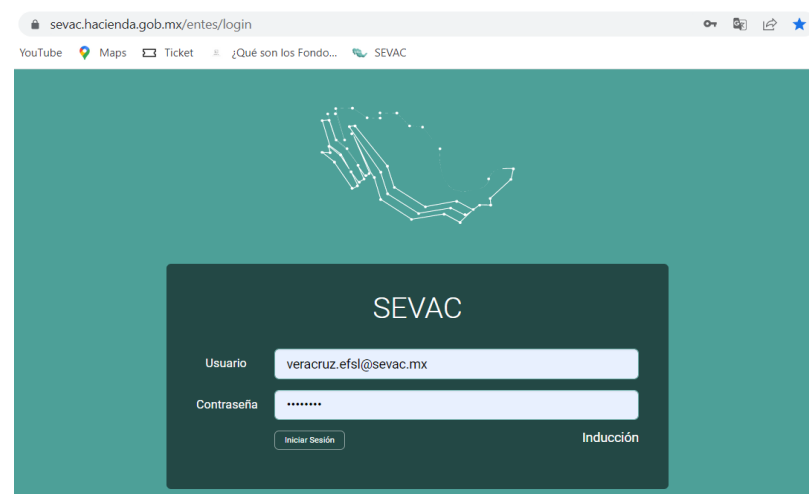 sevac.hacienda.gob.mx/entes/login
YouTube Maps Ticket ¿Qué son los Fondo... SEVAC
SEVAC
Usuario veracruz.efsl@sevac.mx
Contraseña ••••••••
Iniciar Sesión Inducción